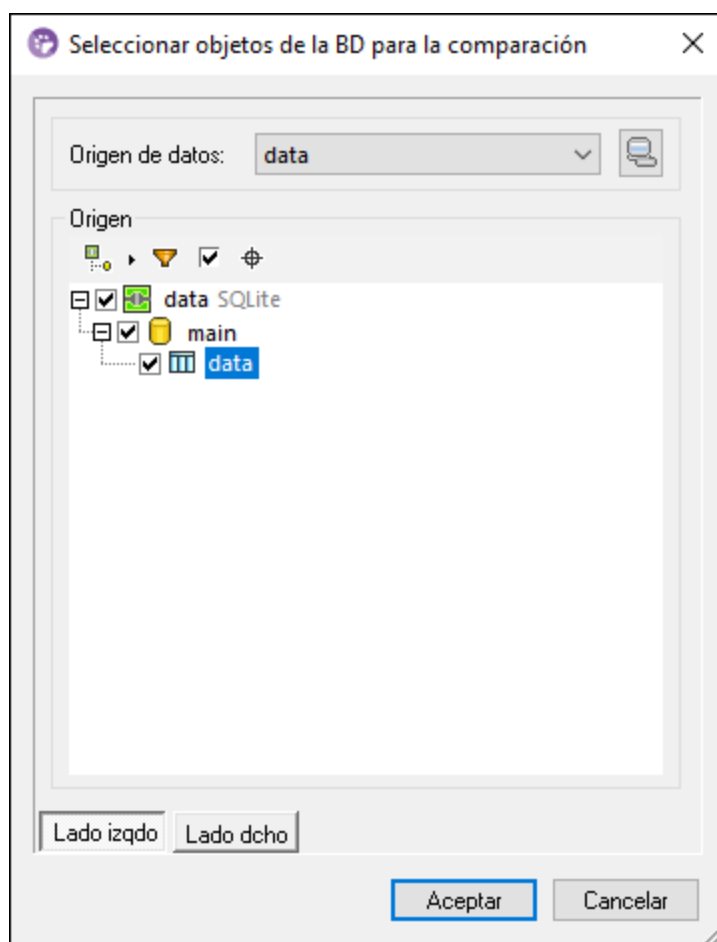 Seleccionar objetos de la BD para la comparación
Origen de datos: data
Origen
data SQLite
main
data
Lado izqdo Lado dcho
Aceptar Cancelar